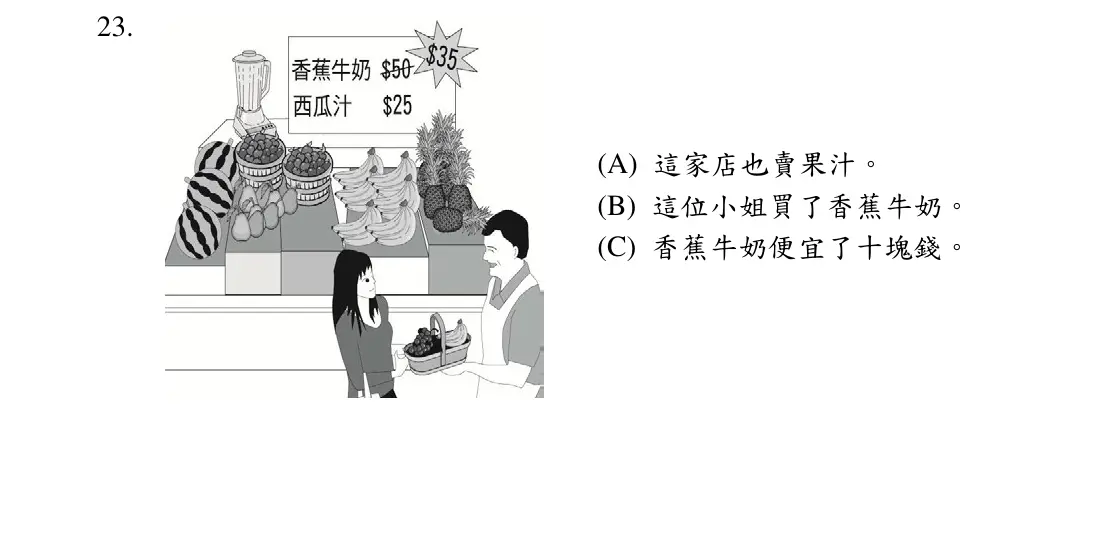 23.
$35
香蕉牛奶 $50
西瓜汁 $25
(A) 這家店也賣果汁。
(B) 這位小姐買了香蕉牛奶。
(C) 香蕉牛奶便宜了十塊錢。